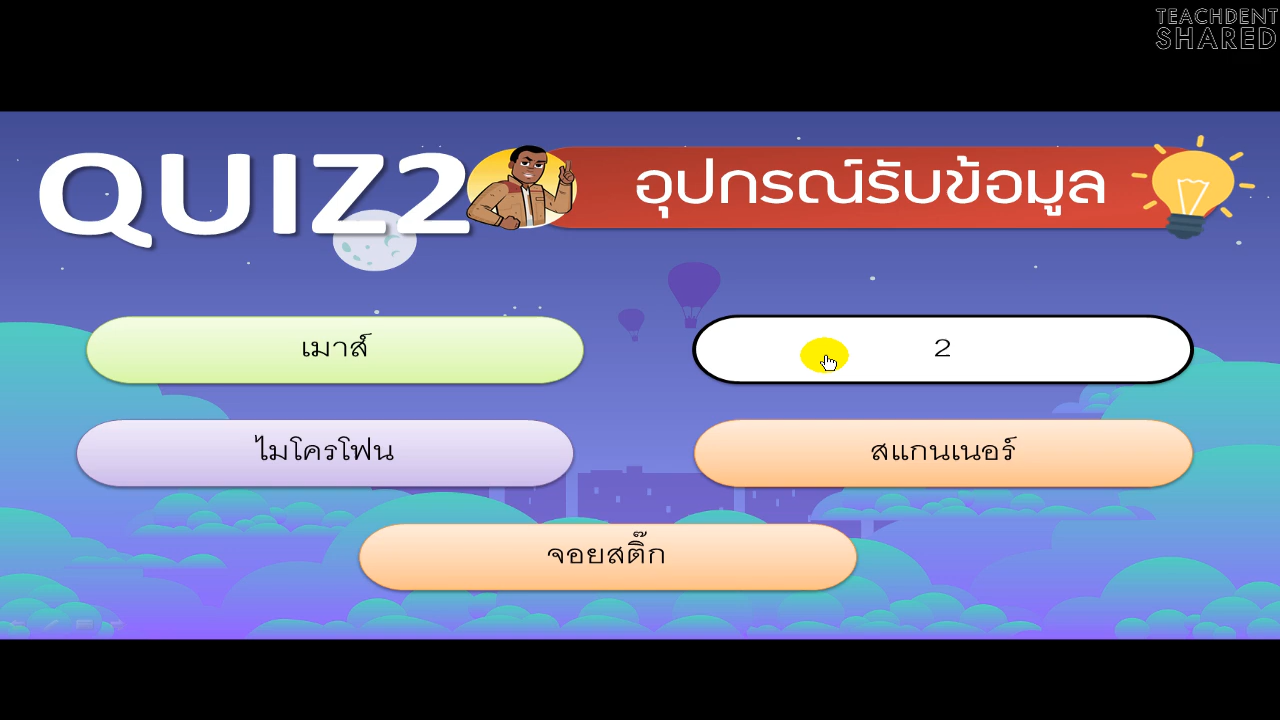 TEACHDENT
SHARED
QUIZ2
อุปกรณ์รับข้อมูล
เมาส์
2
ไมโครโฟน
สแกนเนอร์
จอยสติ๊ก